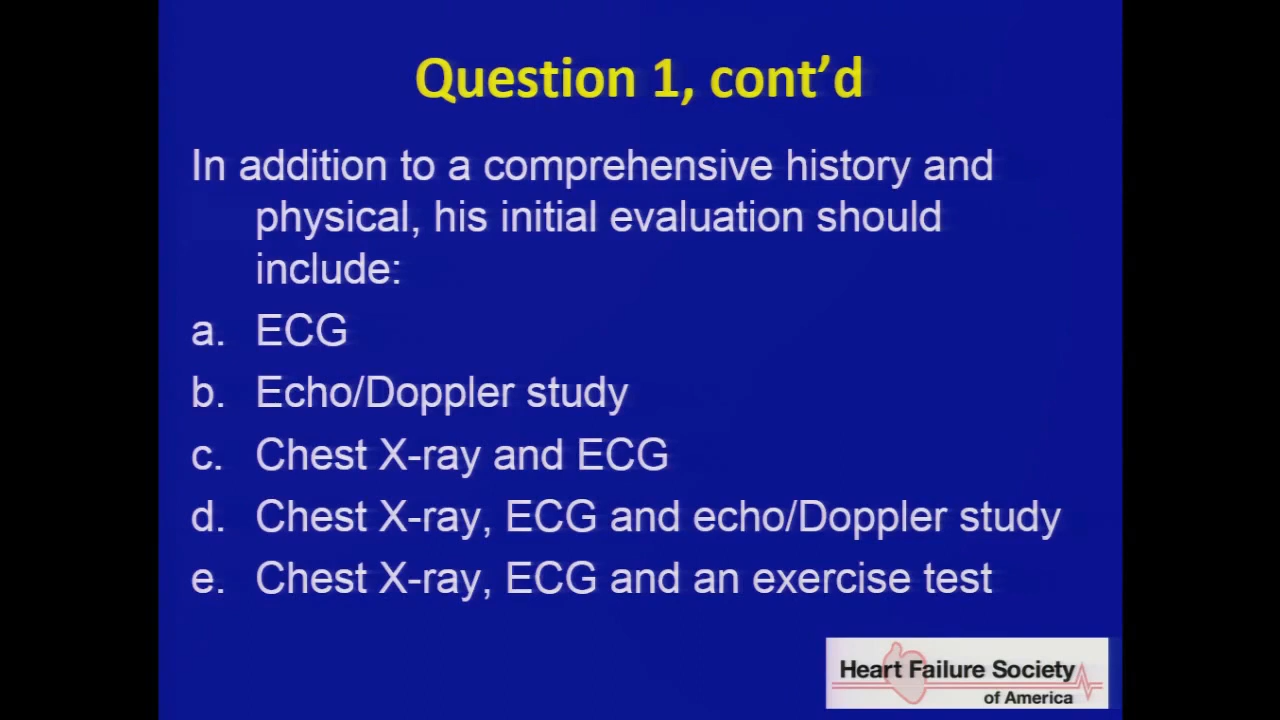 Question 1, cont’d
In addition to a comprehensive history and
physical, his initial evaluation should
include:
a. ECG
b. Echo/Doppler study
c. Chest X-ray and ECG
d. Chest X-ray, ECG and echo/Doppler study
e. Chest X-ray, ECG and an exercise test
Heart Failure Society
of America